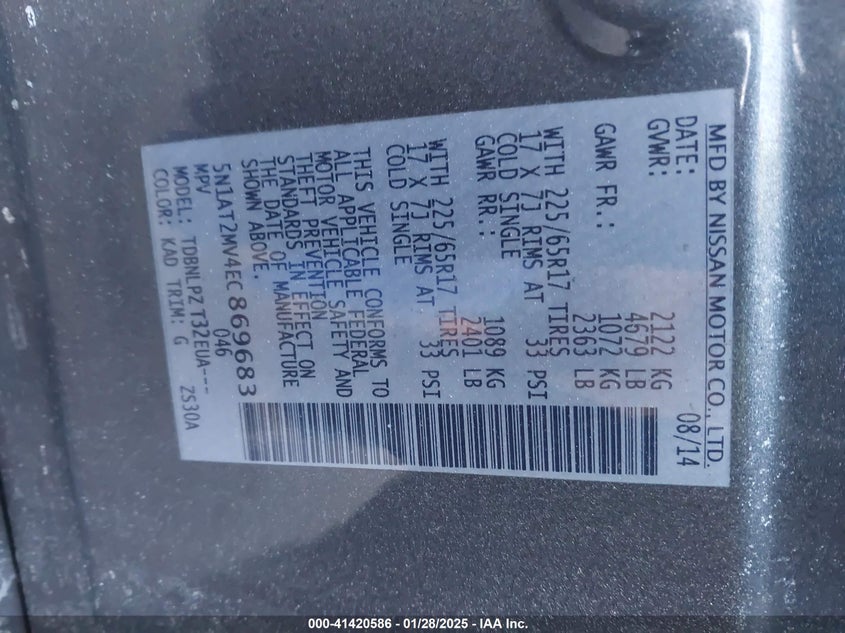 MFD BY NISSAN MOTOR CO., LTD.
DATE: 08/14
GVWR: 2122 KG
4679 LB
GAWR FR.: 1072 KG
2363 LB
WITH 225/65R17 TIRES
17 X 7J RIMS AT 33 PSI
COLD SINGLE
GAWR RR.: 1089 KG
2401 LB
WITH 225/65R17 TIRES
17 X 7J RIMS AT 33 PSI
COLD SINGLE
THIS VEHICLE CONFORMS TO
ALL APPLICABLE FEDERAL
MOTOR VEHICLE SAFETY AND
THEFT PREVENTION
STANDARDS IN EFFECT ON
THE DATE OF MANUFACTURE
SHOWN ABOVE.
5N1AT2MV4EC869683
MPV 046
MODEL: TDBNLPZ T32EUA---
COLOR: KAD TRIM: G ZS30A
000-41420586 | 01/28/2025 - IAA Inc.